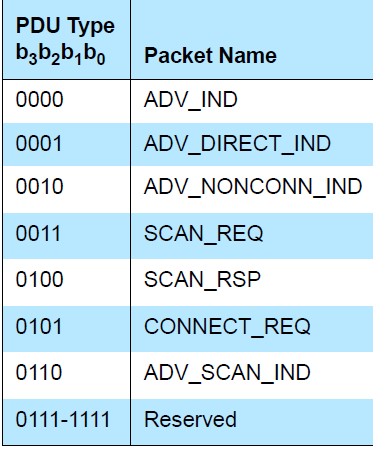 PDU Type
b3b2b1b0 Packet Name
0000 ADV_IND
0001 ADV_DIRECT_IND
0010 ADV_NONCONN_IND
0011 SCAN_REQ
0100 SCAN_RSP
0101 CONNECT_REQ
0110 ADV_SCAN_IND
0111-1111 Reserved